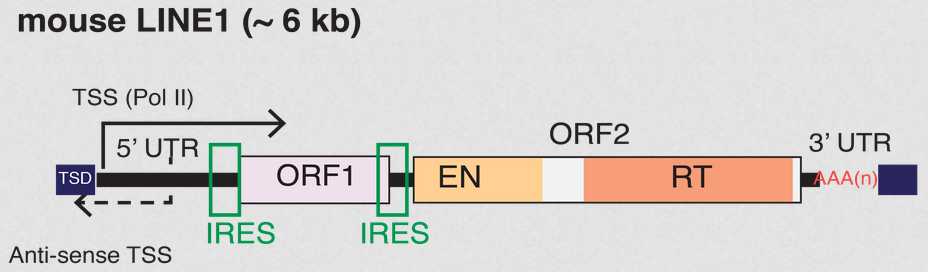 mouse LINE1 (~ 6 kb)
TSS (Pol II)
5’ UTR
ORF2
3’ UTR
TSD
ORF1
EN
RT
AAA(n)
IRES
IRES
Anti-sense TSS